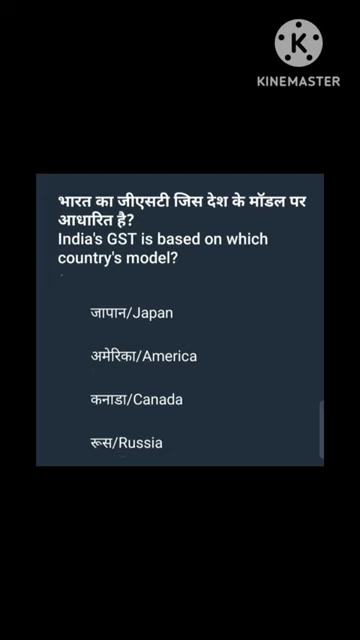 KINEMASTER
भारत का जीएसटी जिस देश के मॉडल पर
आधारित है?
India's GST is based on which
country's model?
जापान/Japan
अमेरिका/America
कनाडा/Canada
रूस/Russia